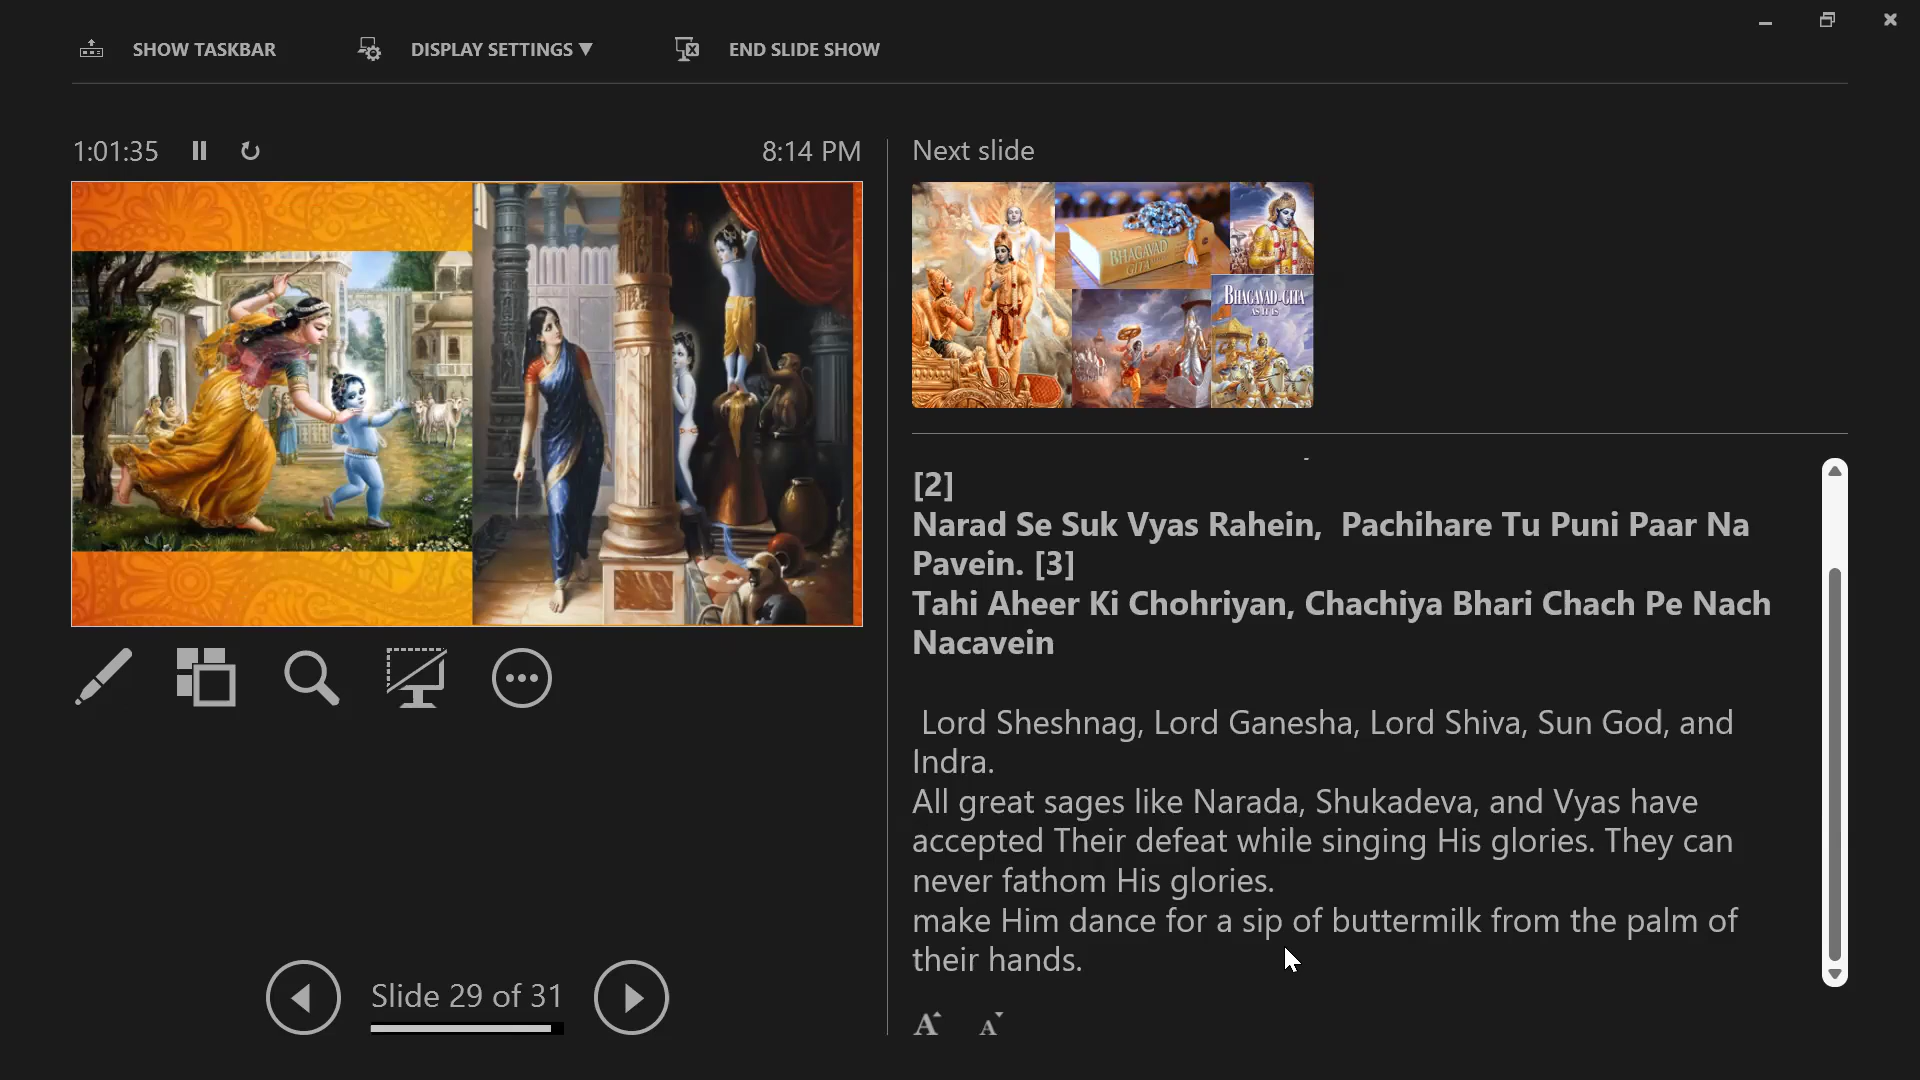 SHOW TASKBAR
DISPLAY SETTINGS ▼
END SLIDE SHOW
1:01:35
8:14 PM
Next slide
BHAGAVAD
GITA
BHAGAVAD-GITA
AS IT IS
[2]
Narad Se Suk Vyas Rahein,  Pachihare Tu Puni Paar Na
Pavein. [3]
Tahi Aheer Ki Chohriyan, Chachiya Bhari Chach Pe Nach
Nacavein
Lord Sheshnag, Lord Ganesha, Lord Shiva, Sun God, and
Indra.
All great sages like Narada, Shukadeva, and Vyas have
accepted Their defeat while singing His glories. They can
never fathom His glories.
make Him dance for a sip of buttermilk from the palm of
their hands.
Slide 29 of 31
A A